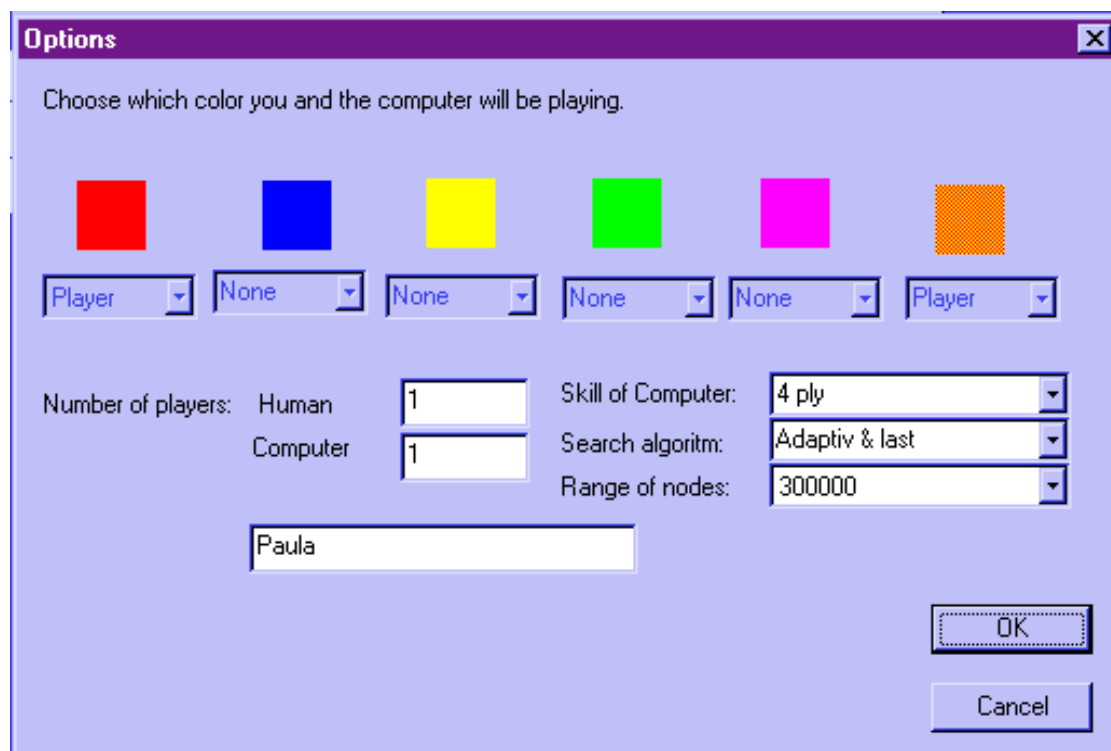 Options
Choose which color you and the computer will be playing.
Player None None None None Player
Number of players: Human 1
Computer 1
Skill of Computer: 4 ply
Search algoritm: Adaptiv & last
Range of nodes: 300000
Paula
OK
Cancel